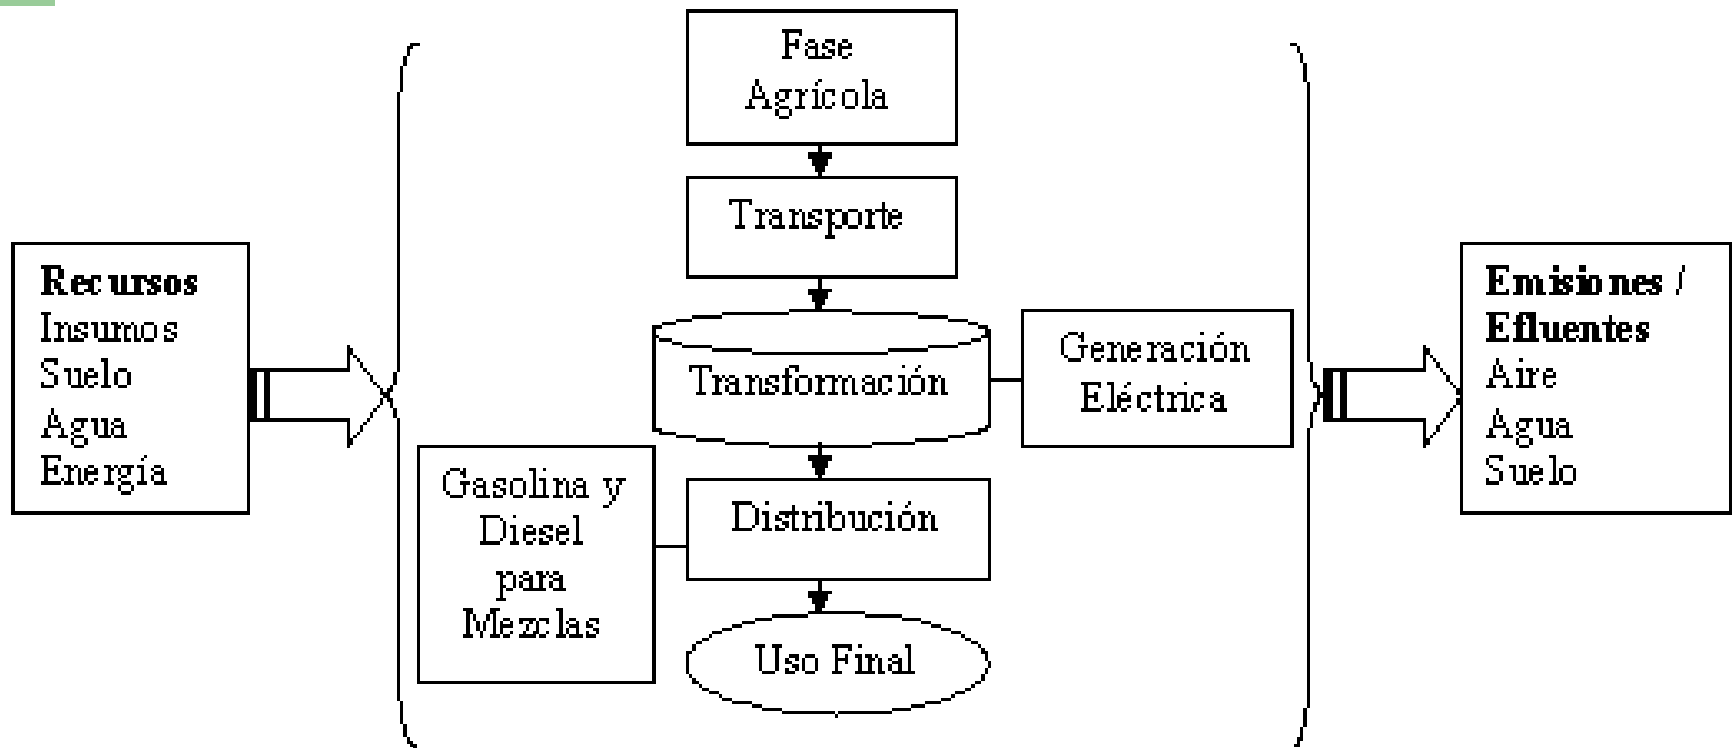 Fase
Agrícola
Transporte
Recursos
Insumos
Suelo
Agua
Energía
Transformación
Generación
Eléctrica
Gasolina y
Diesel
para
Mezclas
Distribución
Uso Final
Emisiones /
Efluentes
Aire
Agua
Suelo